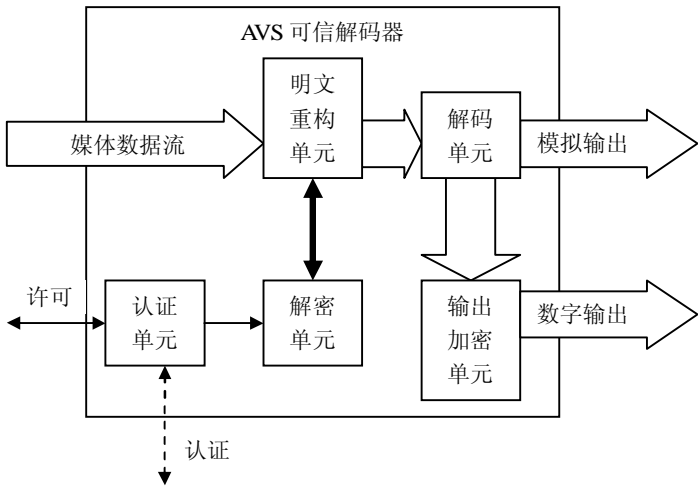 AVS 可信解码器
明文
重构
单元
媒体数据流
解码
单元
模拟输出
许可
认证
单元
解密
单元
输出
加密
单元
数字输出
认证